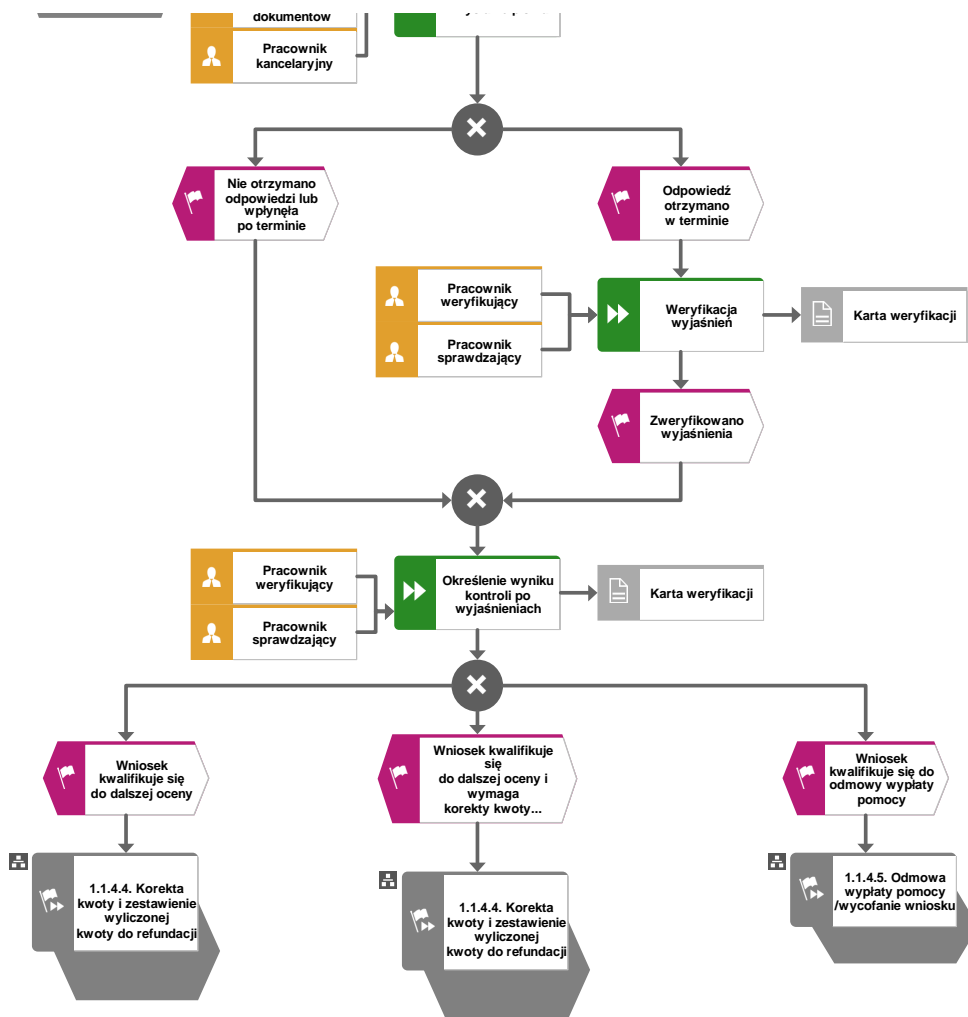 dokumentów
Pracownik
kancelaryjny
Nie otrzymano
odpowiedzi lub
wpłynęła
po terminie
Odpowiedź
otrzymano
w terminie
Pracownik
weryfikujący
Pracownik
sprawdzający
Weryfikacja
wyjaśnień
Karta weryfikacji
Zweryfikowano
wyjaśnienia
Pracownik
weryfikujący
Pracownik
sprawdzający
Określenie wyniku
kontroli po
wyjaśnieniach
Karta weryfikacji
Wniosek
kwalifikuje się
do dalszej oceny
Wniosek kwalifikuje
się
do dalszej oceny i
wymaga
korekty kwoty...
Wniosek
kwalifikuje się do
odmowy wypłaty
pomocy
1.1.4.4. Korekta
kwoty i zestawienie
wyliczonej
kwoty do refundacji
1.1.4.4. Korekta
kwoty i zestawienie
wyliczonej
kwoty do refundacji
1.1.4.5. Odmowa
wypłaty pomocy
/wycofanie wniosku